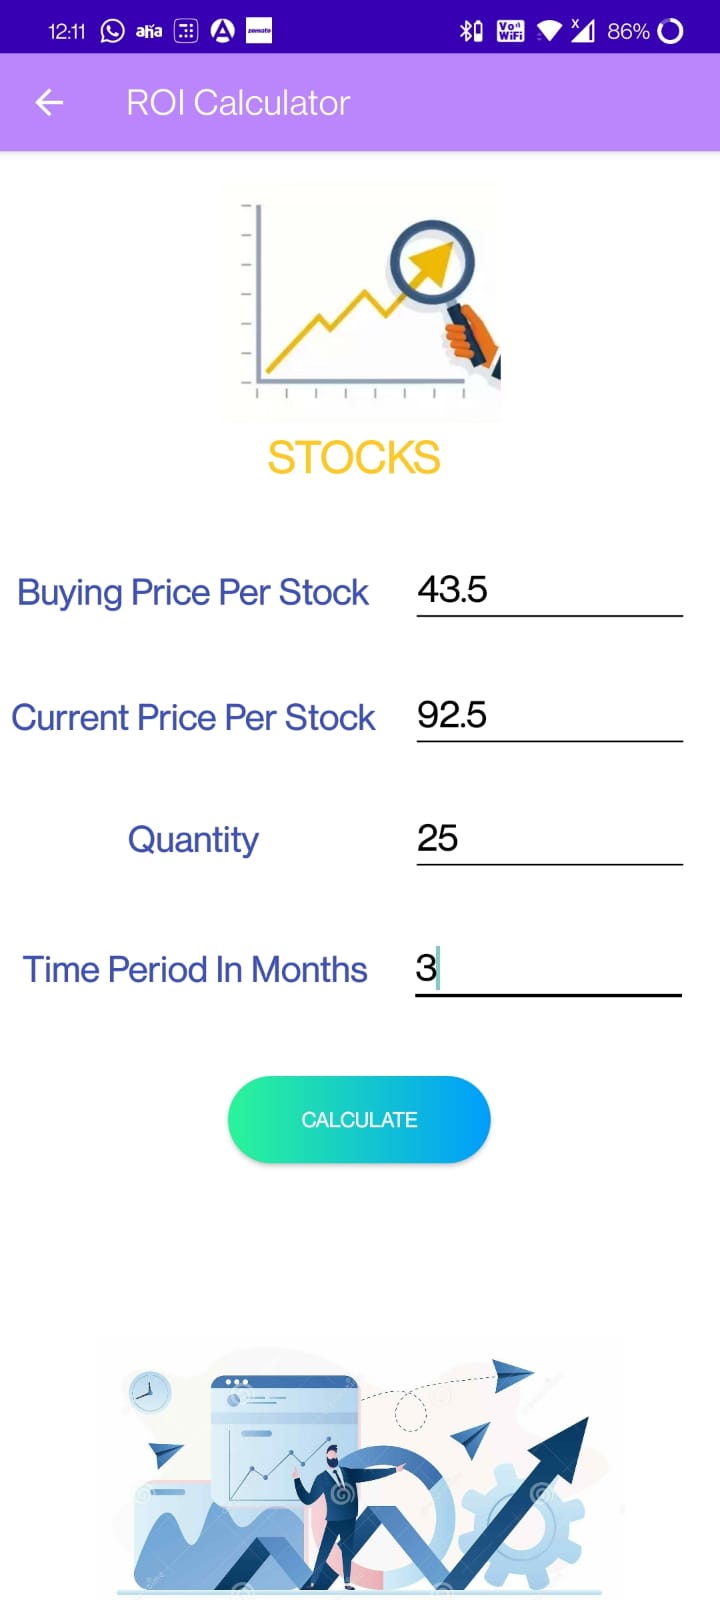 12:11 aha zomato Vo)) WiFi X 86%
ROI Calculator
STOCKS
Buying Price Per Stock 43.5
Current Price Per Stock 92.5
Quantity 25
Time Period In Months 3
CALCULATE